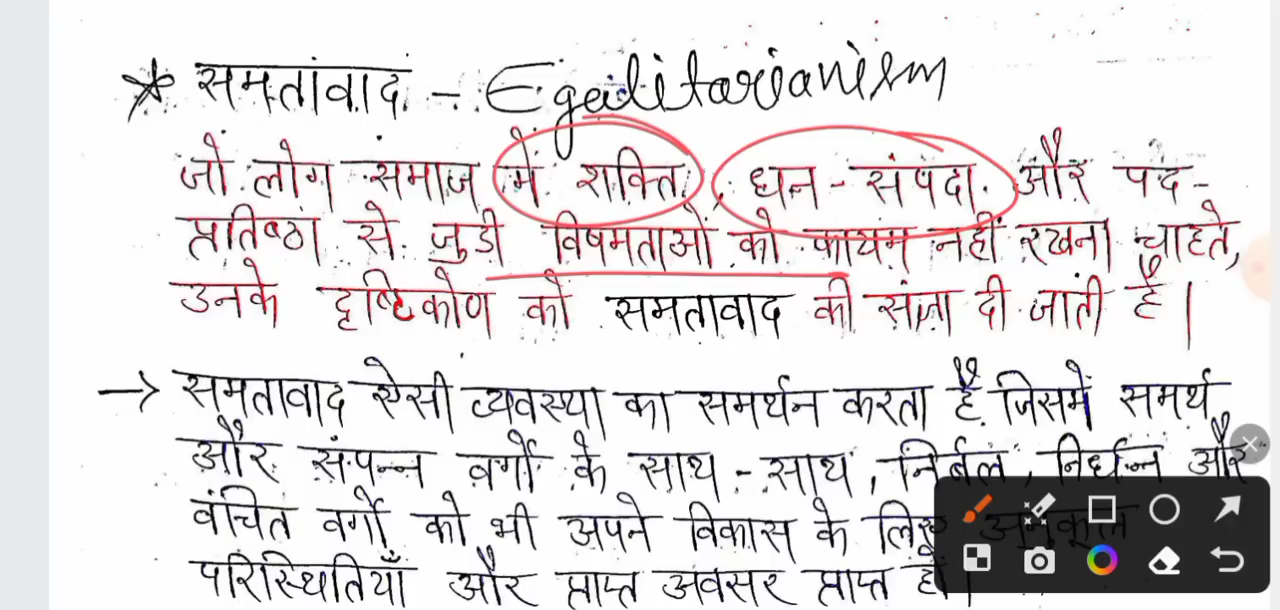 * समतावाद - Egalitarianism
जो लोग समाज में शक्ति, धन-संपदा और पद-
प्रतिष्ठा से जुडी विषमताओं को कायम नहीं रखना चाहते,
उनके दृष्टिकोण को समतावाद की संज्ञा दी जाती है।
→ समतावाद ऐसी व्यवस्था का समर्थन करता है जिसमें समर्थ
और संपन्न वर्गों के साथ-साथ, निर्बल, निर्धन और
वंचित वर्गों को भी अपने विकास के लिए अनुकूल
परिस्थितियाँ और प्राप्त अवसर प्राप्त हों।